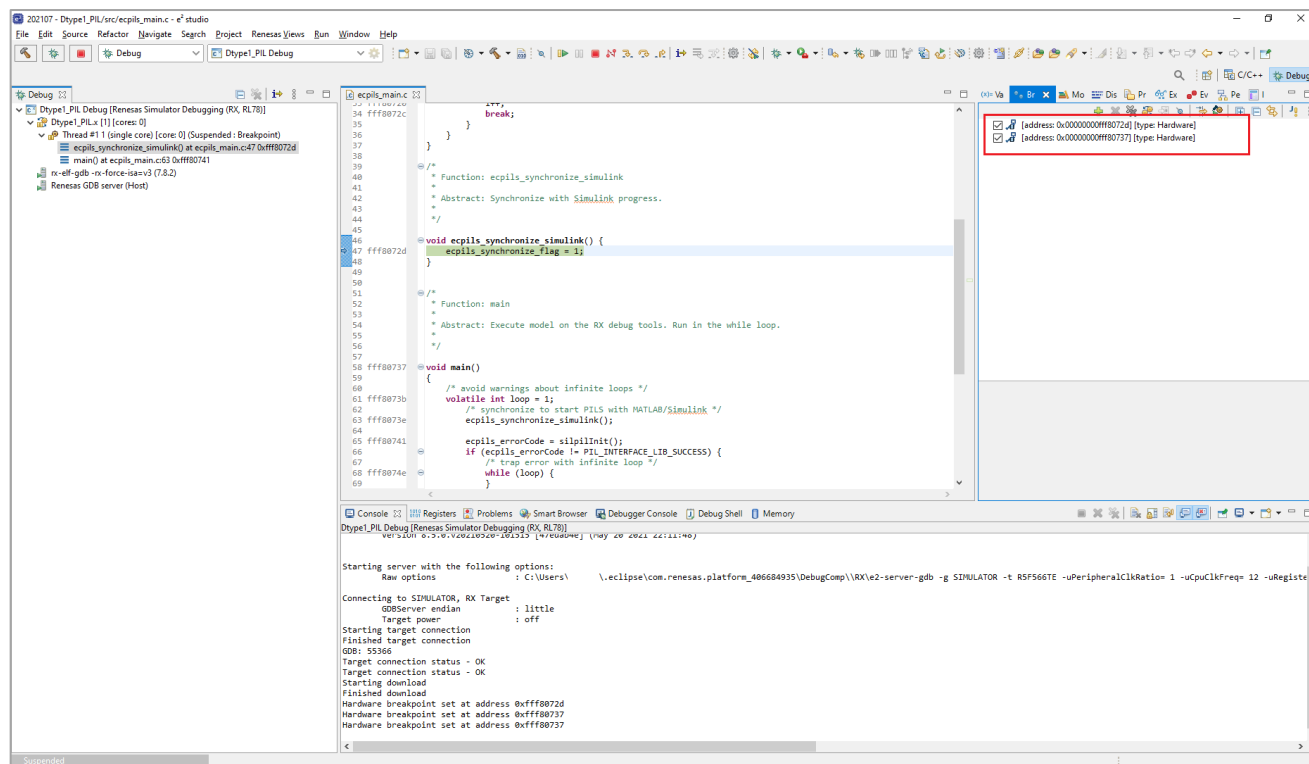 202107 - Dtype1_PIL/src/ecpils_main.c - e² studio
File Edit Source Refactor Navigate Search Project Renesas Views Run Window Help
Debug
Dtype1_PIL Debug
C/C++
Debug
Debug
Dtype1_PIL Debug [Renesas Simulator Debugging (RX, RL78)]
Dtype1_PIL.x [1] [cores: 0]
Thread #1 1 (single core) [core: 0] (Suspended : Breakpoint)
ecpils_synchronize_simulink() at ecpils_main.c:47 0xfff8072d
main() at ecpils_main.c:63 0xfff80741
rx-elf-gdb -rx-force-isa=v3 (7.8.2)
Renesas GDB server (Host)
ecpils_main.c
34 fff8072c break;
35 }
36 }
37 }
38
39 /*
40 * Function: ecpils_synchronize_simulink
41 *
42 * Abstract: Synchronize with Simulink progress.
43 *
44 */
45
46 void ecpils_synchronize_simulink() {
47 fff8072d ecpils_synchronize_flag = 1;
48 }
49
50
51 /*
52 * Function: main
53 *
54 * Abstract: Execute model on the RX debug tools. Run in the while loop.
55 *
56 */
57
58 fff80737 void main()
59 {
60 /* avoid warnings about infinite loops */
61 fff8073b volatile int loop = 1;
62 /* synchronize to start PILS with MATLAB/Simulink */
63 fff8073e ecpils_synchronize_simulink();
64
65 fff80741 ecpils_errorCode = silpilInit();
66 if (ecpils_errorCode != PIL_INTERFACE_LIB_SUCCESS) {
67 /* trap error with infinite loop */
68 fff8074e while (loop) {
69 }
(x)= Va Br Mo Dis Pr Ex Ev Pe I
[address: 0x00000000fff8072d] [type: Hardware]
[address: 0x00000000fff80737] [type: Hardware]
Console Registers Problems Smart Browser Debugger Console Debug Shell Memory
Dtype1_PIL Debug [Renesas Simulator Debugging (RX, RL78)]
Starting server with the following options:
Raw options : C:\Users\ \.eclipse\com.renesas.platform_406684935\DebugComp\\RX\e2-server-gdb -g SIMULATOR -t R5F566TE -uPeripheralClkRatio= 1 -uCpuClkFreq= 12 -uRegiste
Connecting to SIMULATOR, RX Target
GDBServer endian : little
Target power : off
Starting target connection
Finished target connection
GDB: 55366
Target connection status - OK
Target connection status - OK
Starting download
Finished download
Hardware breakpoint set at address 0xfff8072d
Hardware breakpoint set at address 0xfff80737
Hardware breakpoint set at address 0xfff80737
Suspended